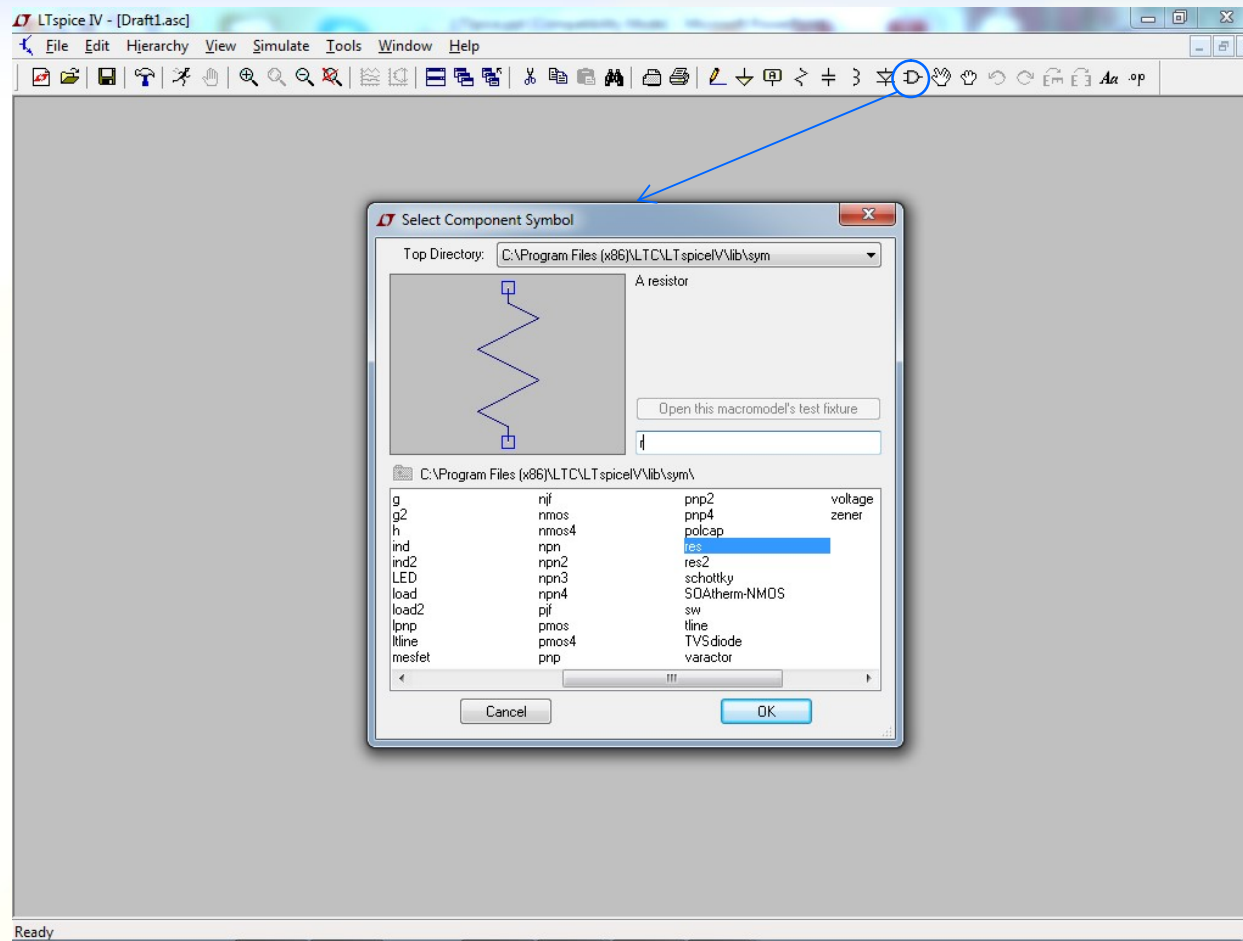 LTspice IV - [Draft1.asc]
File Edit Hierarchy View Simulate Tools Window Help
Aa .op
Select Component Symbol
Top Directory: C:\Program Files (x86)\LTC\LTspiceIV\lib\sym
A resistor
Open this macromodel's test fixture
r
C:\Program Files (x86)\LTC\LTspiceIV\lib\sym\
g njf pnp2 voltage
g2 nmos pnp4 zener
h nmos4 polcap
ind npn res
ind2 npn2 res2
LED npn3 schottky
load npn4 SOAtherm-NMOS
load2 pjf sw
lpnp pmos tline
ltline pmos4 TVSdiode
mesfet pnp varactor
Cancel OK
Ready